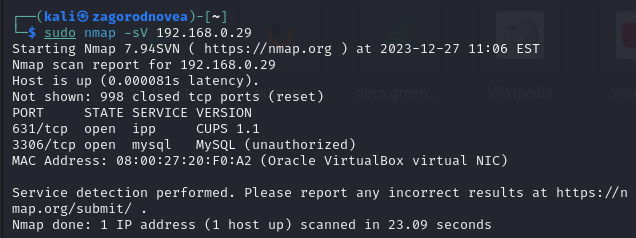 ┌──(kali㉿zagorodnovea)-[~]
└─$ sudo nmap -sV 192.168.0.29
Starting Nmap 7.94SVN ( https://nmap.org ) at 2023-12-27 11:06 EST
Nmap scan report for 192.168.0.29
Host is up (0.000081s latency).
Not shown: 998 closed tcp ports (reset)
PORT     STATE SERVICE VERSION
631/tcp  open  ipp     CUPS 1.1
3306/tcp open  mysql   MySQL (unauthorized)
MAC Address: 08:00:27:20:F0:A2 (Oracle VirtualBox virtual NIC)

Service detection performed. Please report any incorrect results at https://n
map.org/submit/ .
Nmap done: 1 IP address (1 host up) scanned in 23.09 seconds
docs.green...
Wikipedia